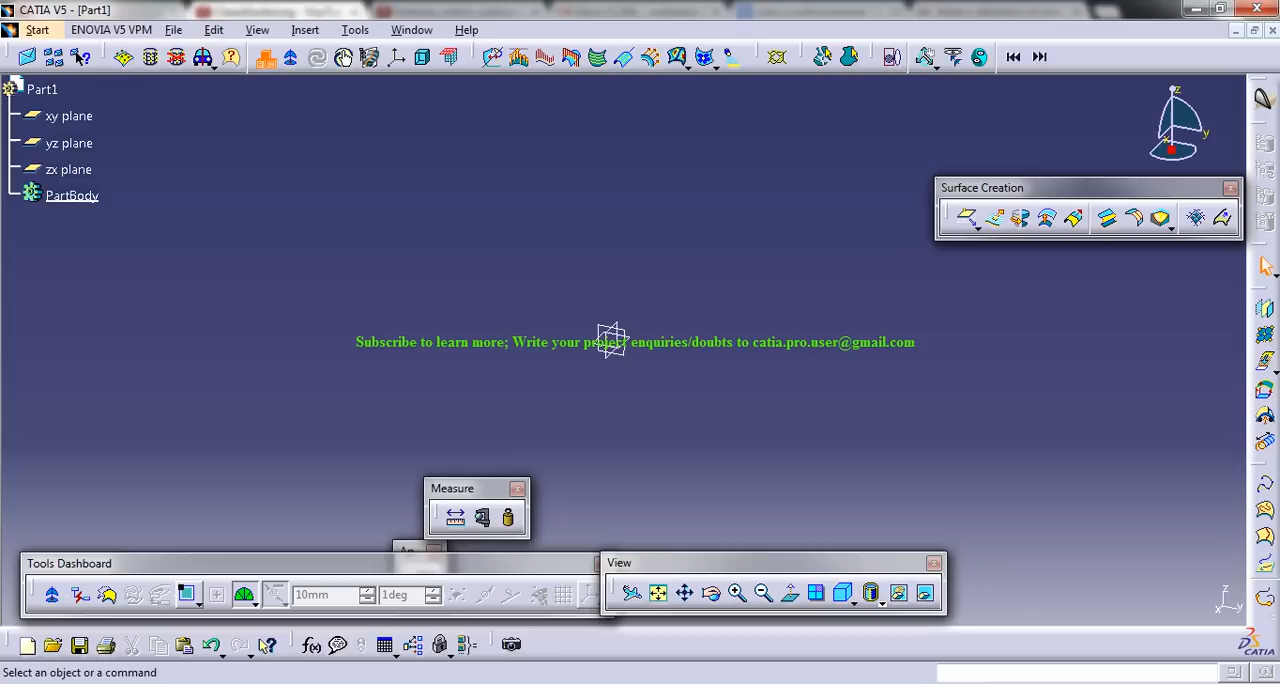 CATIA V5 - [Part1]
Start ENOVIA V5 VPM File Edit View Insert Tools Window Help
Part1
xy plane
yz plane
zx plane
PartBody
z
y
x
Surface Creation
Subscribe to learn more; Write your project enquiries/doubts to catia.pro.user@gmail.com
Measure
Tools Dashboard
View
10mm
1deg
z
x y
f(x)
CATIA
Select an object or a command